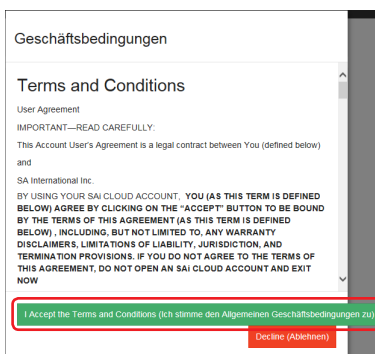 Geschäftsbedingungen
Terms and Conditions
User Agreement
IMPORTANT—READ CAREFULLY:
This Account User's Agreement is a legal contract between You (defined below)
and
SA International Inc.
BY USING YOUR SAi CLOUD ACCOUNT, YOU (AS THIS TERM IS DEFINED
BELOW) AGREE BY CLICKING ON THE “ACCEPT” BUTTON TO BE BOUND
BY THE TERMS OF THIS AGREEMENT (AS THIS TERM IS DEFINED
BELOW) , INCLUDING, BUT NOT LIMITED TO, ANY WARRANTY
DISCLAIMERS, LIMITATIONS OF LIABILITY, JURISDICTION, AND
TERMINATION PROVISIONS. IF YOU DO NOT AGREE TO THE TERMS OF
THIS AGREEMENT, DO NOT OPEN AN SAi CLOUD ACCOUNT AND EXIT
NOW
I Accept the Terms and Conditions (Ich stimme den Allgemeinen Geschäftsbedingungen zu)
Decline (Ablehnen)